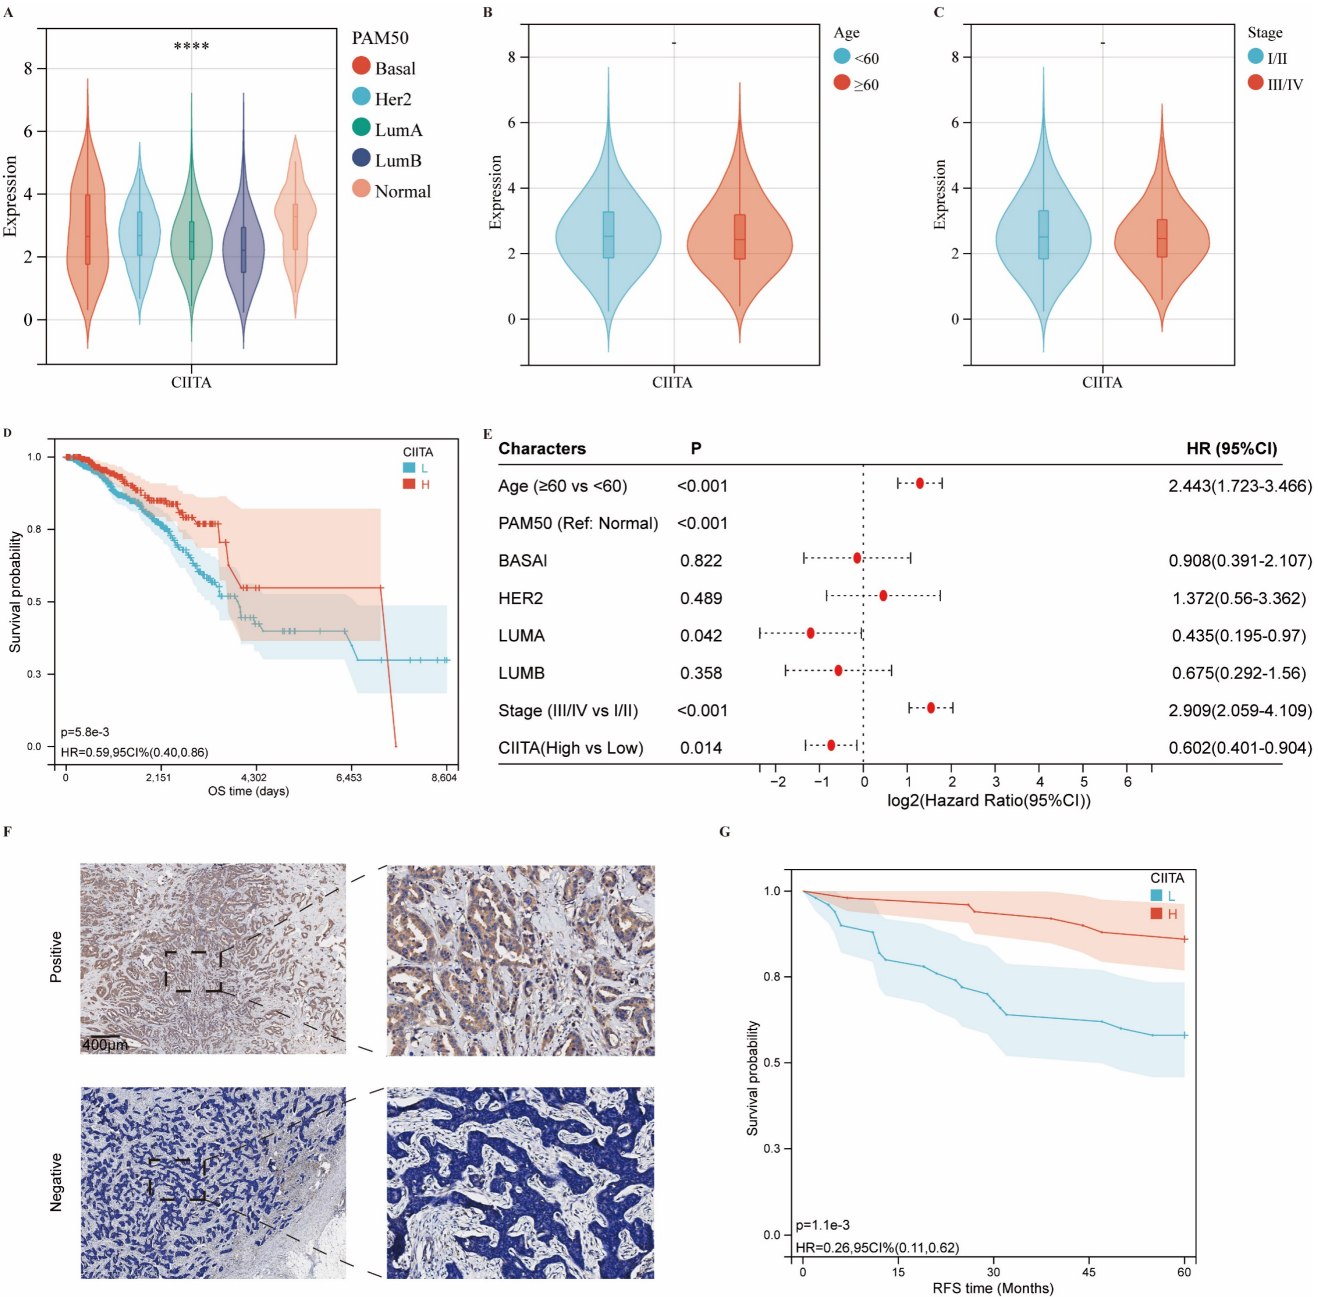 A
****
PAM50
Basal
Her2
LumA
LumB
Normal
8
6
4
2
0
Expression
CIITA
B
-
Age
<60
≥60
8
6
4
2
0
Expression
CIITA
C
-
Stage
I/II
III/IV
8
6
4
2
0
Expression
CIITA
D
CIITA
L
H
1.0
0.8
0.5
0.3
0.0
Survival probability
p=5.8e-3
HR=0.59,95CI%(0.40,0.86)
0 2,151 4,302 6,453 8,604
OS time (days)
E
Characters P HR (95%CI)
Age (≥60 vs <60) <0.001 2.443(1.723-3.466)
PAM50 (Ref: Normal) <0.001
BASAl 0.822 0.908(0.391-2.107)
HER2 0.489 1.372(0.56-3.362)
LUMA 0.042 0.435(0.195-0.97)
LUMB 0.358 0.675(0.292-1.56)
Stage (III/IV vs I/II) <0.001 2.909(2.059-4.109)
CIITA(High vs Low) 0.014 0.602(0.401-0.904)
−2 −1 0 1 2 3 4 5 6
log2(Hazard Ratio(95%CI))
F
Positive
400μm
Negative
G
CIITA
L
H
1.0
0.8
0.5
0.3
0.0
Survival probability
p=1.1e-3
HR=0.26,95CI%(0.11,0.62)
0 15 30 45 60
RFS time (Months)